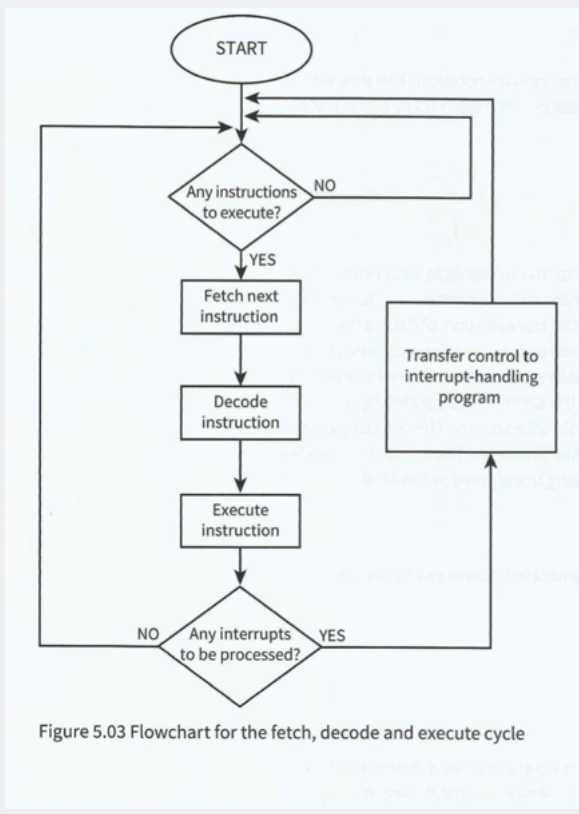 START
Any instructions
to execute?
NO
YES
Fetch next
instruction
Transfer control to
interrupt-handling
program
Decode
instruction
Execute
instruction
NO
Any interrupts
to be processed?
YES
Figure 5.03 Flowchart for the fetch, decode and execute cycle